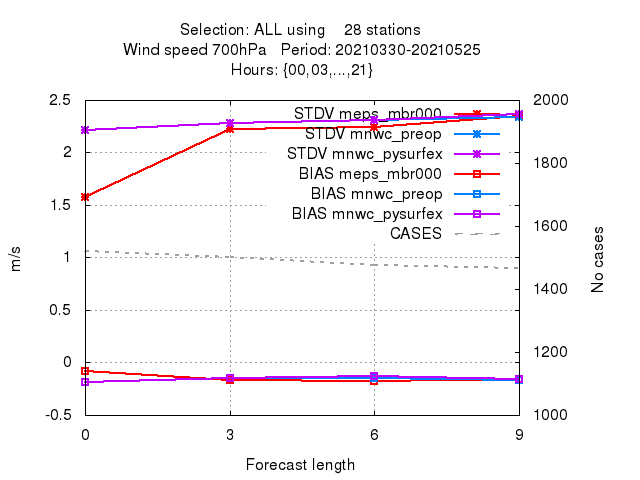 Selection: ALL using 28 stations
Wind speed 700hPa Period: 20210330-20210525
Hours: {00,03,...,21}
2.5
2
1.5
1
0.5
0
-0.5
m/s
STDV meps_mbr000
STDV mnwc_preop
STDV mnwc_pysurfex
BIAS meps_mbr000
BIAS mnwc_preop
BIAS mnwc_pysurfex
CASES
2000
1800
1600
1400
1200
1000
No cases
0 3 6 9
Forecast length